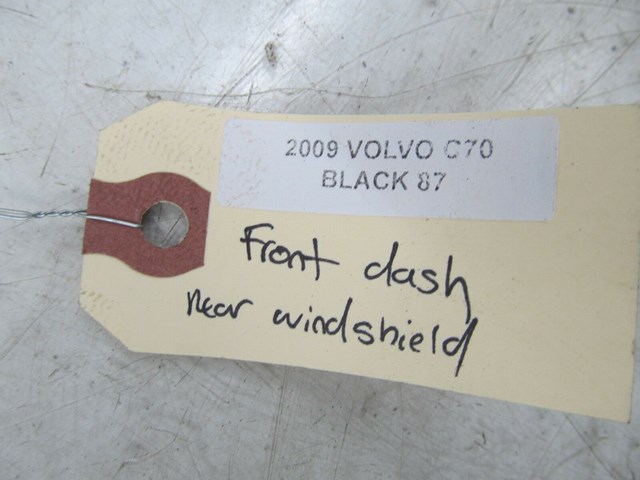 2009 VOLVO C70
BLACK 87
Front dash
near windshield